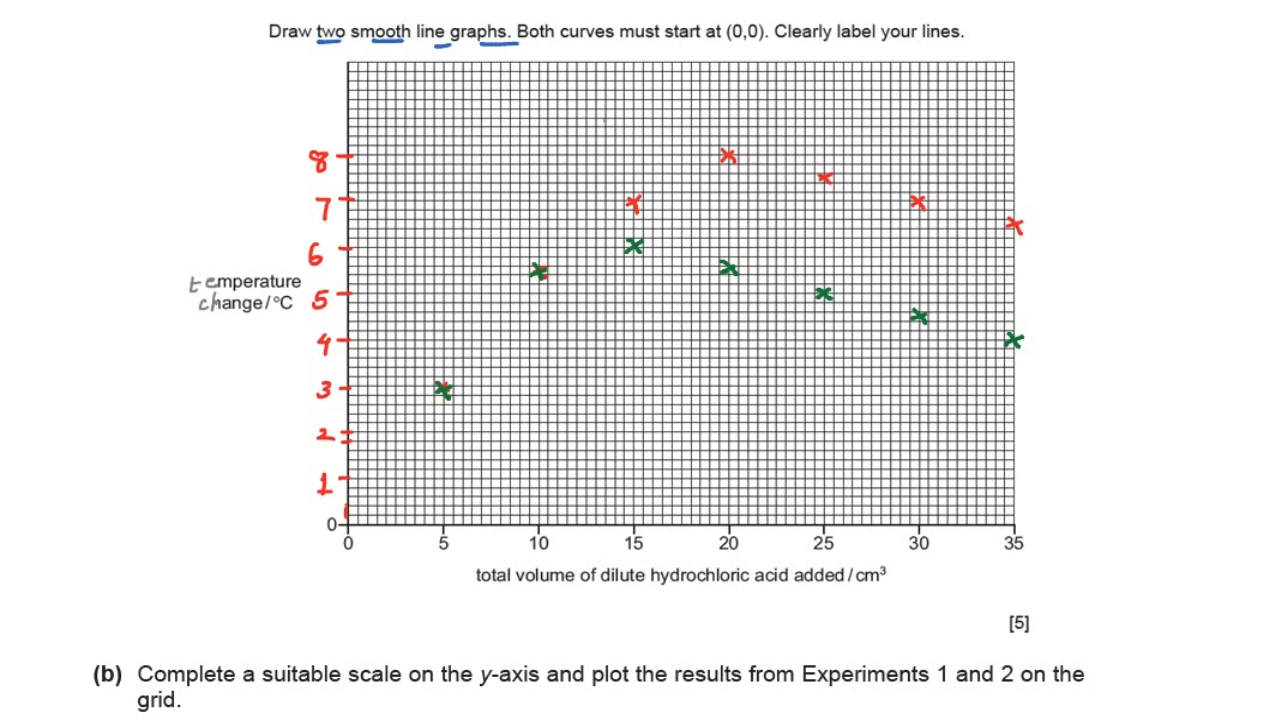 Draw two smooth line graphs. Both curves must start at (0,0). Clearly label your lines.
8
7
6
temperature
change/°C
5
4
3
2
1
0
0 5 10 15 20 25 30 35
total volume of dilute hydrochloric acid added/cm³
[5]
(b) Complete a suitable scale on the y-axis and plot the results from Experiments 1 and 2 on the
grid.